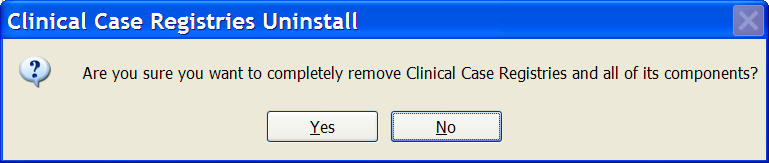 Clinical Case Registries Uninstall
Are you sure you want to completely remove Clinical Case Registries and all of its components?
Yes No